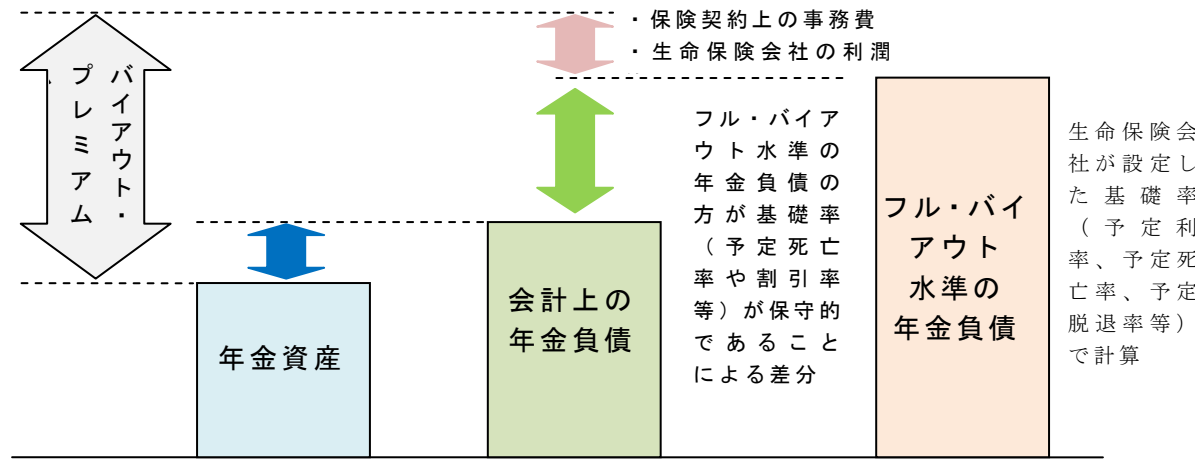 ・保険契約上の事務費
・生命保険会社の利潤
バイアウト・
プレミアム
年金資産
会計上の
年金負債
フル・バイア
ウト水準の
年金負債の
方が基礎率
（予定死亡
率や割引率
等）が保守的
であること
による差分
フル・バイ
アウト
水準の
年金負債
生命保険会
社が設定し
た基礎率
（予定利
率、予定死
亡率、予定
脱退率等）
で計算